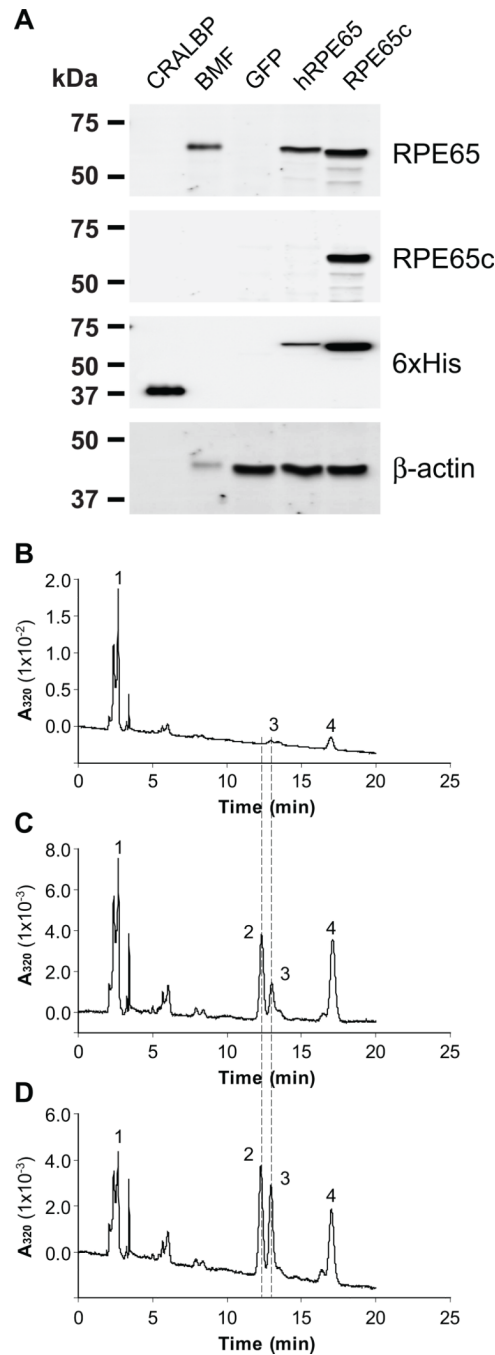 A
CRALBP BMF GFP hRPE65 RPE65c
kDa
75
50
RPE65
75
50
RPE65c
75
50
37
6xHis
50
37
β-actin
B
1
3
4
2.0
1.5
1.0
0.5
0.0
A320 (1x10-2)
0 5 10 15 20 25
Time (min)
C
1
2
3
4
8.0
6.0
4.0
2.0
0.0
A320 (1x10-3)
0 5 10 15 20 25
Time (min)
D
1
2
3
4
6.0
4.0
2.0
0.0
A320 (1x10-3)
0 5 10 15 20 25
Time (min)